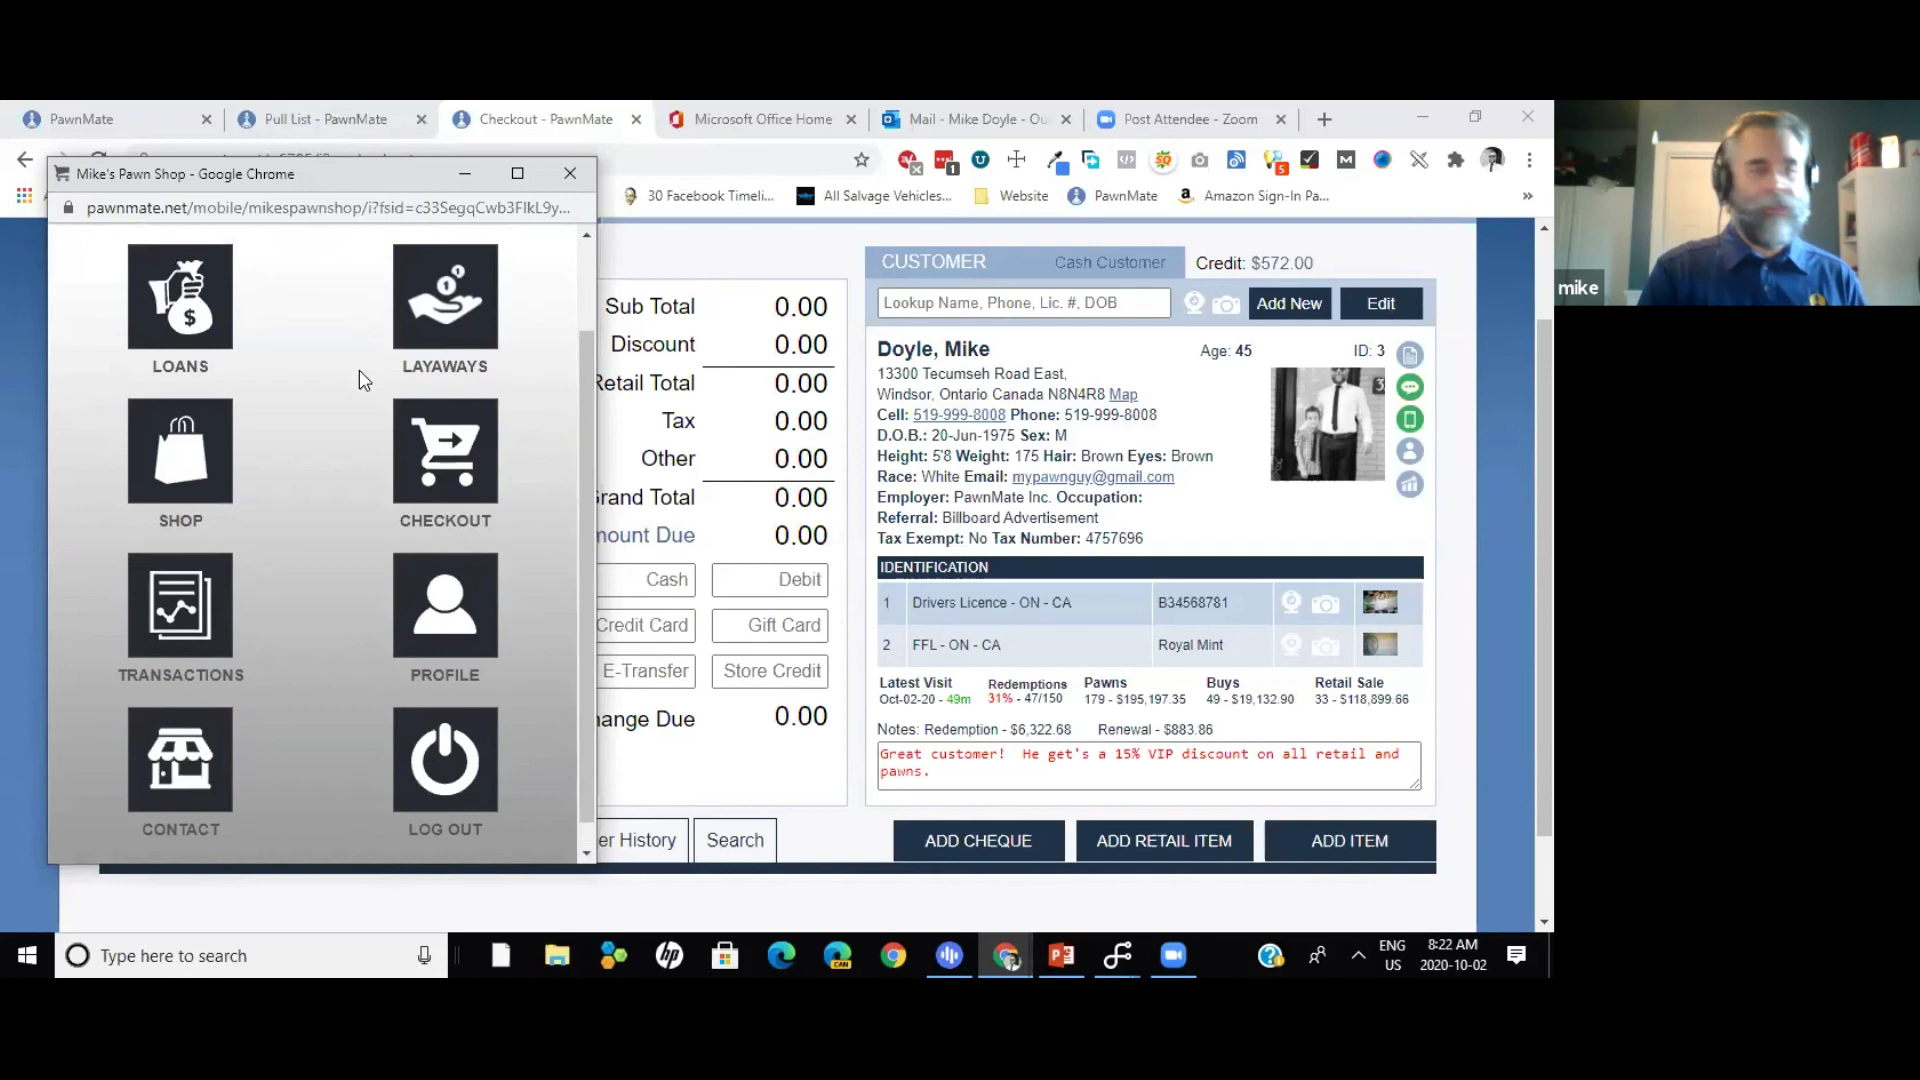 PawnMate
Pull List - PawnMate
Checkout - PawnMate
Microsoft Office Home
Mail - Mike Doyle - Ou
Post Attendee - Zoom
Mike's Pawn Shop - Google Chrome
pawnmate.net/mobile/mikespawnshop/i?fsid=c33SegqCwb3FIkL9y...
30 Facebook Timeli...
All Salvage Vehicles...
Website
PawnMate
Amazon Sign-In Pa...
»
LOANS
LAYAWAYS
SHOP
CHECKOUT
TRANSACTIONS
PROFILE
CONTACT
LOG OUT
Sub Total 0.00
Discount 0.00
Retail Total 0.00
Tax 0.00
Other 0.00
Grand Total 0.00
mount Due 0.00
Cash Debit
Credit Card Gift Card
E-Transfer Store Credit
hange Due 0.00
er History Search
CUSTOMER Cash Customer Credit: $572.00
Lookup Name, Phone, Lic. #, DOB Add New Edit
Doyle, Mike Age: 45 ID: 3
13300 Tecumseh Road East,
Windsor, Ontario Canada N8N4R8 Map
Cell: 519-999-8008 Phone: 519-999-8008
D.O.B.: 20-Jun-1975 Sex: M
Height: 5'8 Weight: 175 Hair: Brown Eyes: Brown
Race: White Email: mypawnguy@gmail.com
Employer: PawnMate Inc. Occupation:
Referral: Billboard Advertisement
Tax Exempt: No Tax Number: 4757696
IDENTIFICATION
1 Drivers Licence - ON - CA B34568781
2 FFL - ON - CA Royal Mint
Latest Visit Redemptions Pawns Buys Retail Sale
Oct-02-20 - 49m 31% - 47/150 179 - $195,197.35 49 - $19,132.90 33 - $118,899.66
Notes: Redemption - $6,322.68 Renewal - $883.86
Great customer! He get's a 15% VIP discount on all retail and
pawns.
ADD CHEQUE ADD RETAIL ITEM ADD ITEM
mike
Type here to search
ENG
US
8:22 AM
2020-10-02